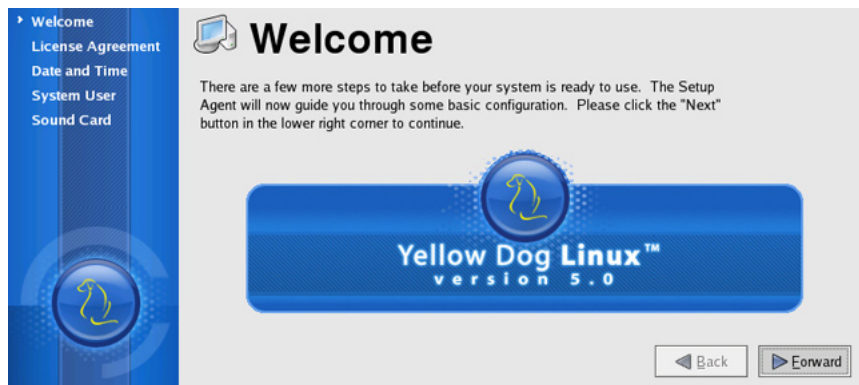 Welcome
License Agreement
Date and Time
System User
Sound Card
Welcome
There are a few more steps to take before your system is ready to use.  The Setup
Agent will now guide you through some basic configuration.  Please click the "Next"
button in the lower right corner to continue.
Yellow Dog Linux™
version 5.0
Back
Forward